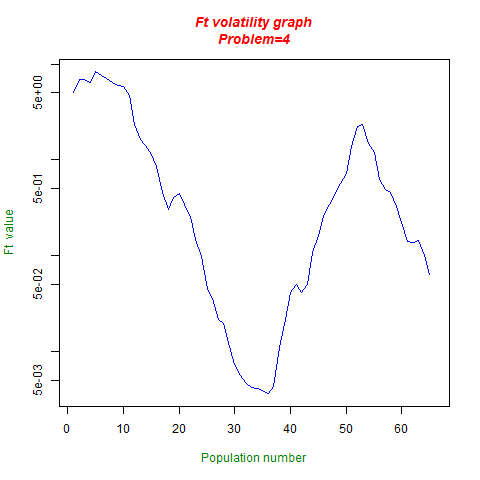 Ft volatility graph
Problem=4
5e+00
5e-01
5e-02
5e-03
Ft value
0 10 20 30 40 50 60
Population number